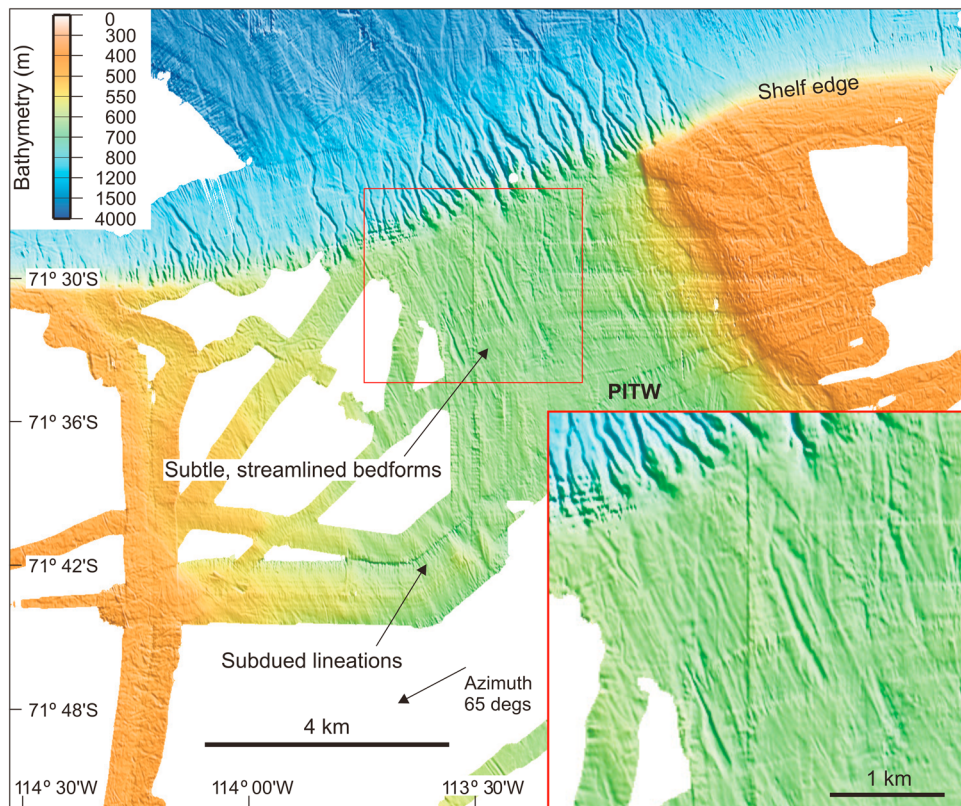 Bathymetry (m)
0
300
400
500
550
600
700
800
1500
4000
Shelf edge
71° 30'S
71° 36'S
PITW
Subtle, streamlined bedforms
71° 42'S
Subdued lineations
Azimuth
65 degs
71° 48'S
4 km
1 km
114° 30'W
114° 00'W
113° 30'W